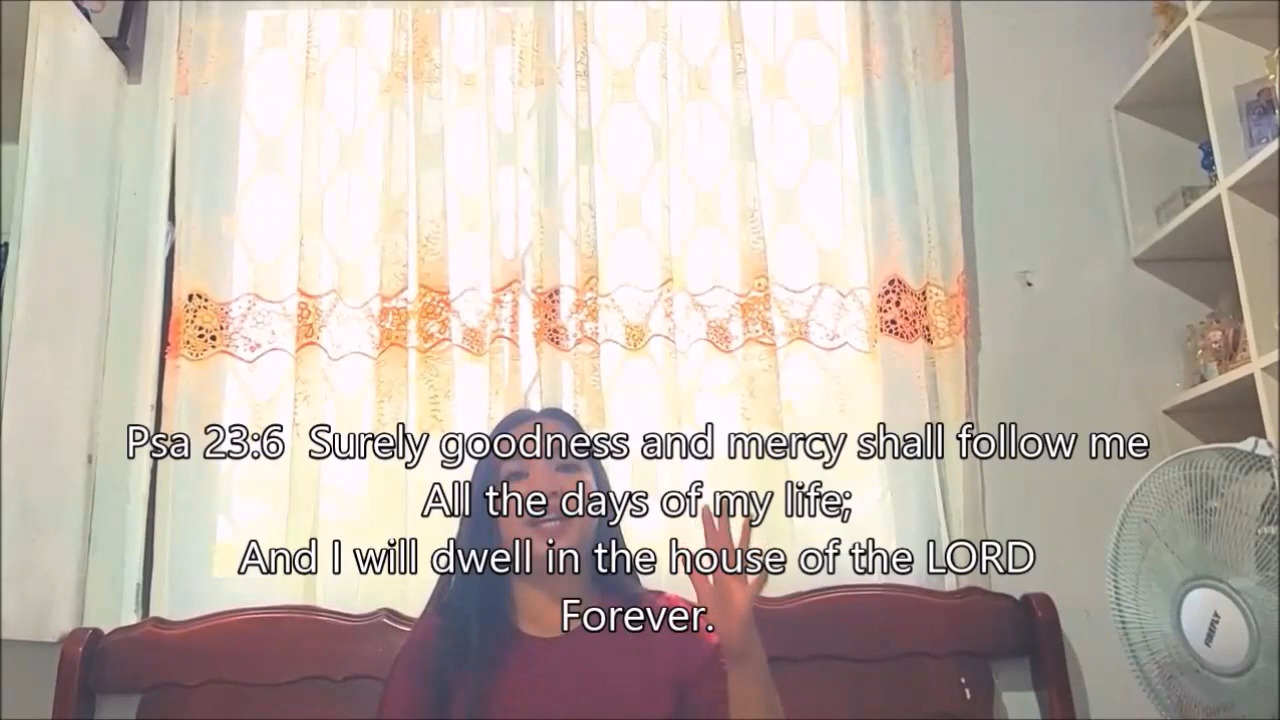 Psa 23:6  Surely goodness and mercy shall follow me
All the days of my life;
And I will dwell in the house of the LORD
Forever.
FIREFLY